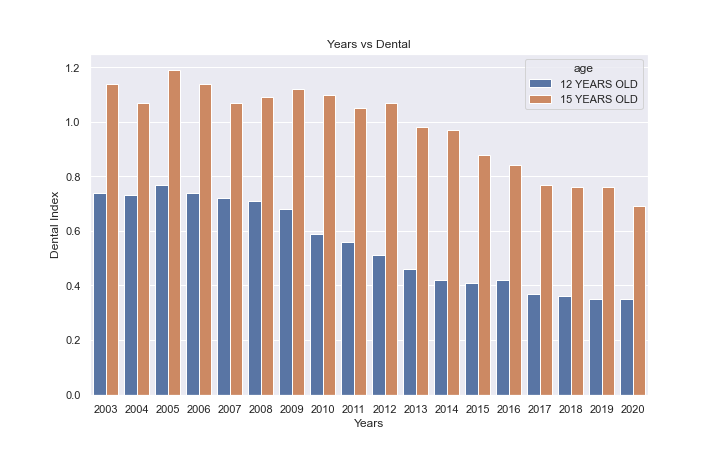 Years vs Dental
age
12 YEARS OLD
15 YEARS OLD
Dental Index
1.2
1.0
0.8
0.6
0.4
0.2
0.0
2003 2004 2005 2006 2007 2008 2009 2010 2011 2012 2013 2014 2015 2016 2017 2018 2019 2020
Years